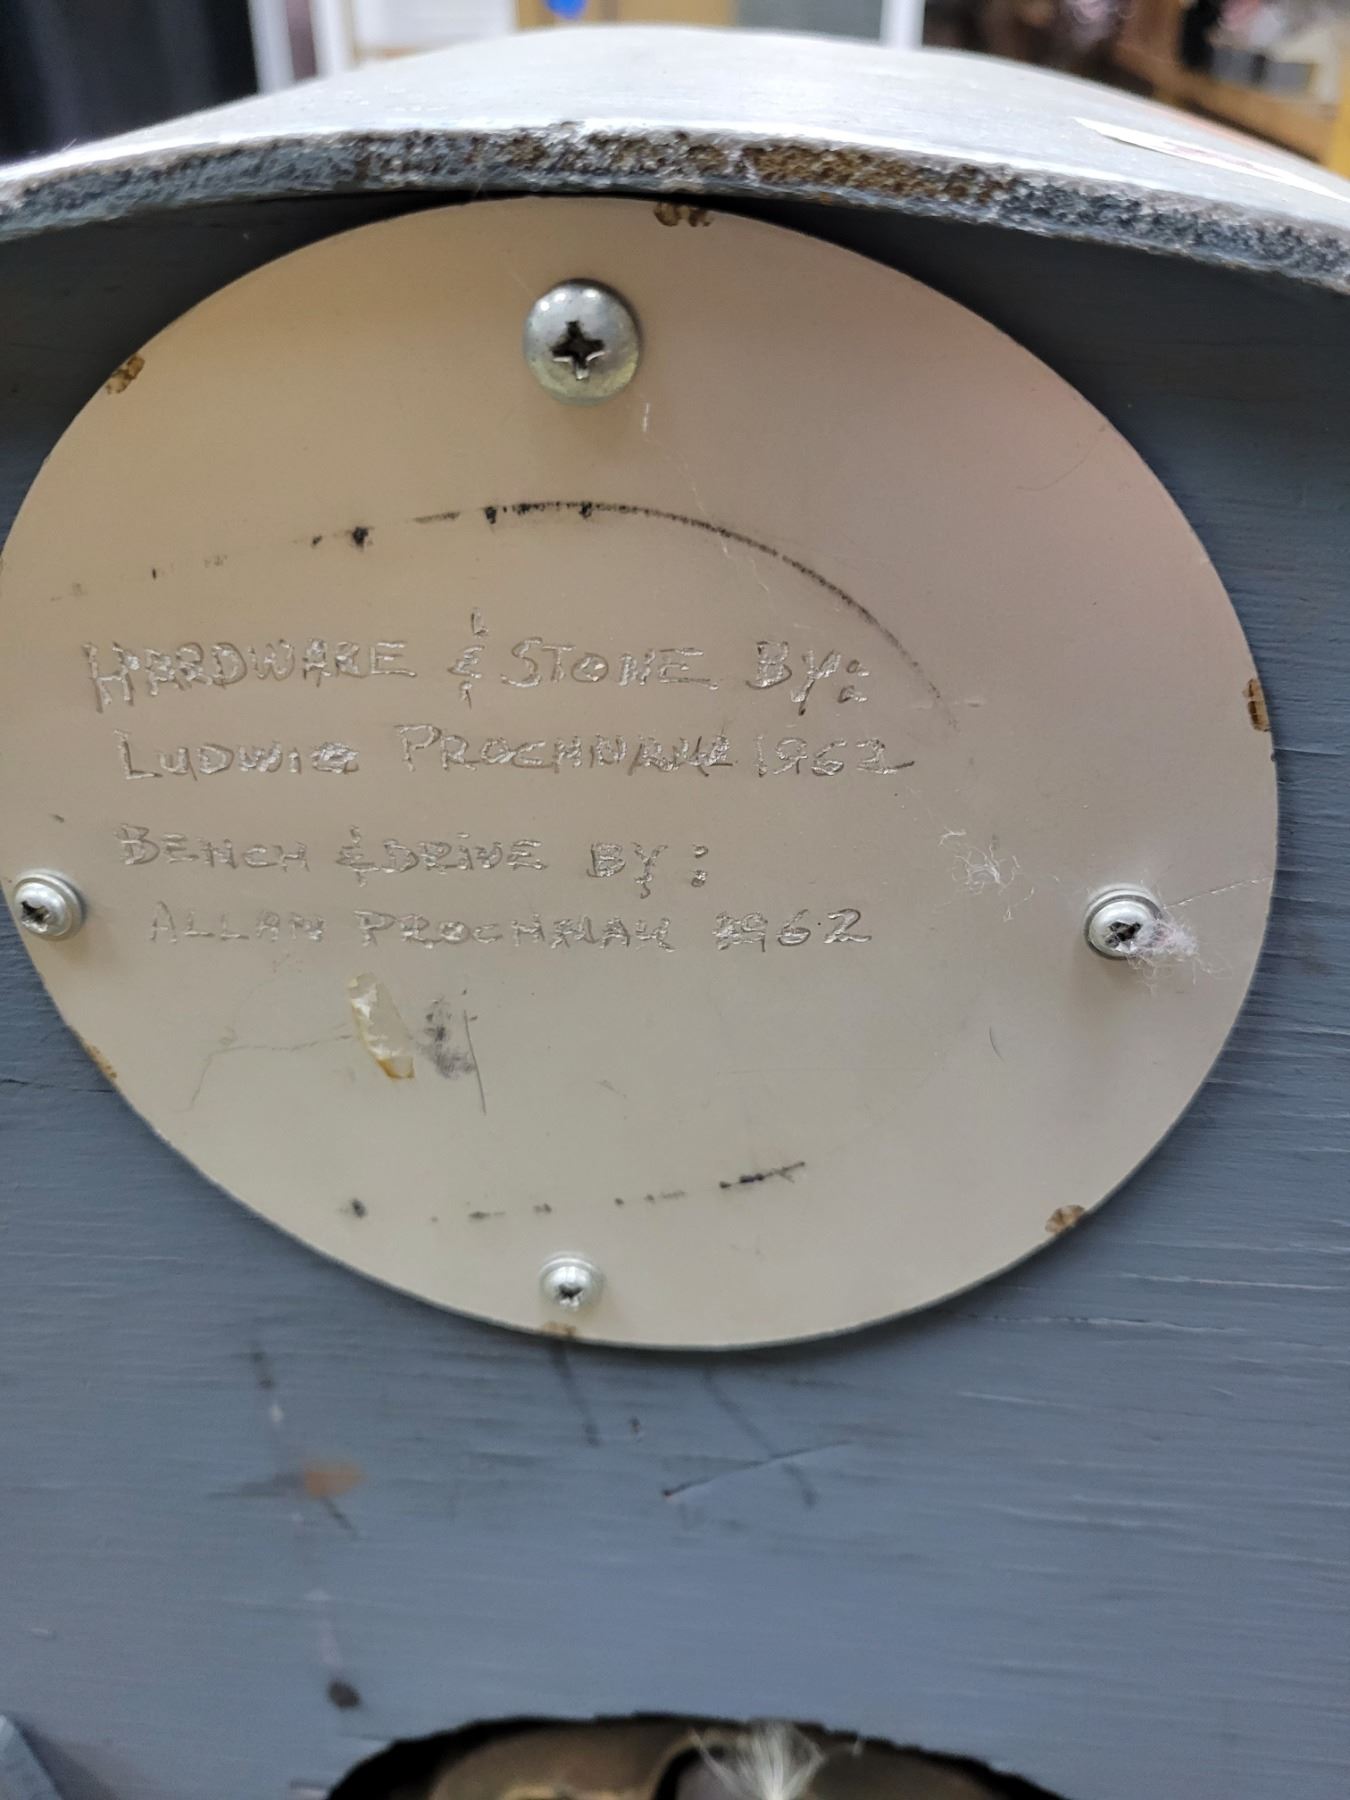 HARDWARE & STONE BY:
LUDWIG PROCHNAU 1962
BENCH & DRIVE BY:
ALLAN PROCHNAU 1962